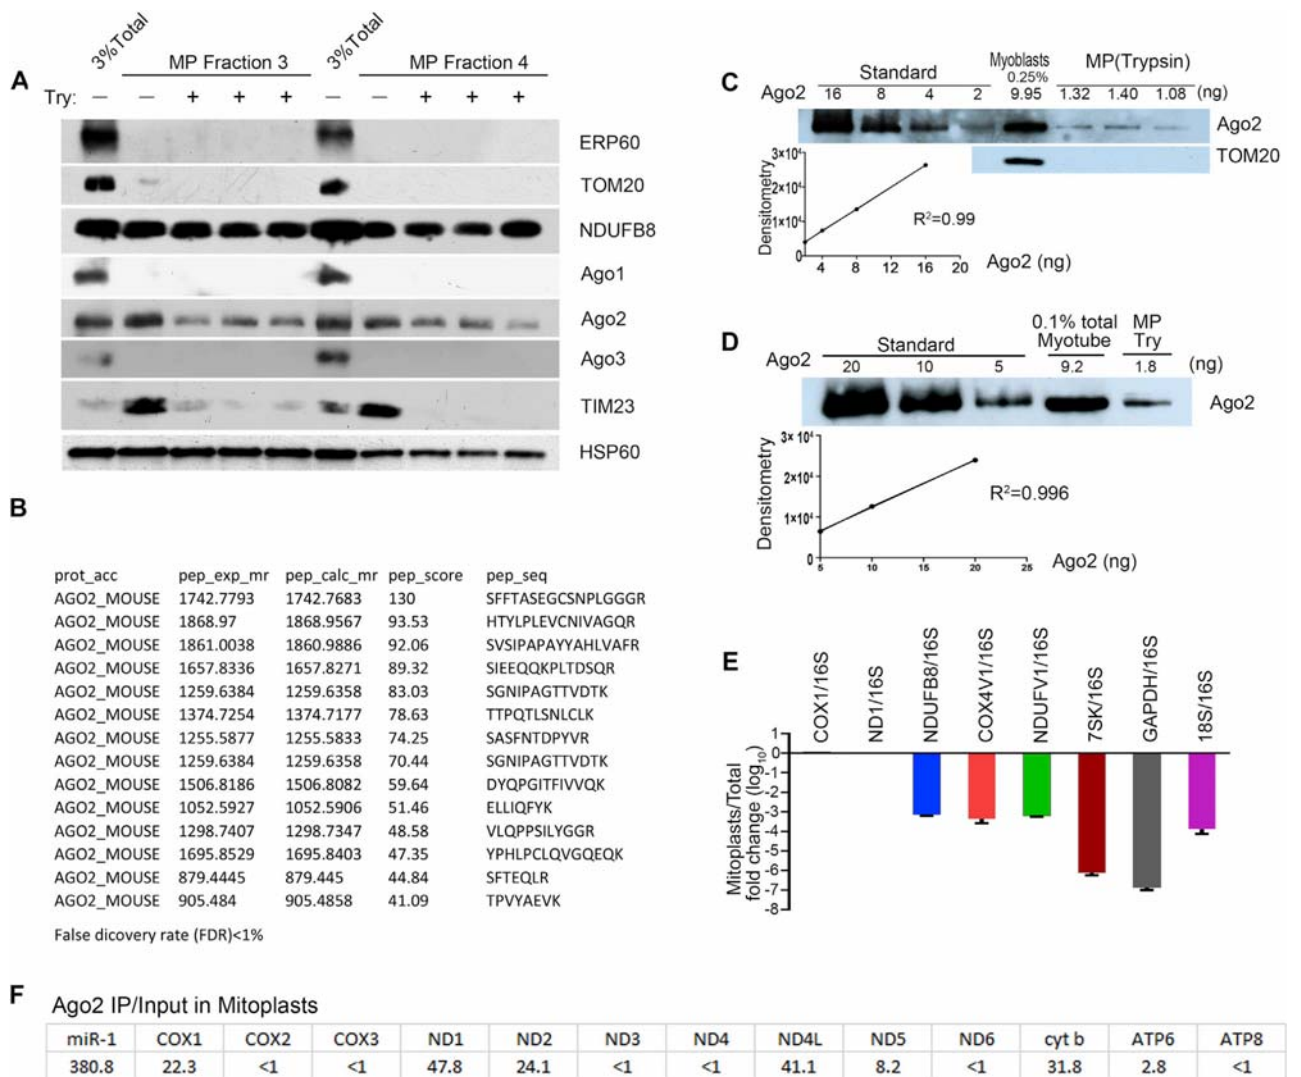 A
3%Total
MP Fraction 3
3%Total
MP Fraction 4
Try: – – + + + – – + + +
ERP60
TOM20
NDUFB8
Ago1
Ago2
Ago3
TIM23
HSP60
B
prot_acc pep_exp_mr pep_calc_mr pep_score pep_seq
AGO2_MOUSE 1742.7793 1742.7683 130 SFFTASEGCSNPLGGGR
AGO2_MOUSE 1868.97 1868.9567 93.53 HTYLPLEVCNIVAGQR
AGO2_MOUSE 1861.0038 1860.9886 92.06 SVSIPAPAYYAHLVAFR
AGO2_MOUSE 1657.8336 1657.8271 89.32 SIEEQQKPLTDSQR
AGO2_MOUSE 1259.6384 1259.6358 83.03 SGNIPAGTTVDTK
AGO2_MOUSE 1374.7254 1374.7177 78.63 TTPQTLSNLCLK
AGO2_MOUSE 1255.5877 1255.5833 74.25 SASFNTDPYVR
AGO2_MOUSE 1259.6384 1259.6358 70.44 SGNIPAGTTVDTK
AGO2_MOUSE 1506.8186 1506.8082 59.64 DYQPGITFIVVQK
AGO2_MOUSE 1052.5927 1052.5906 51.46 ELLIQFYK
AGO2_MOUSE 1298.7407 1298.7347 48.58 VLQPPSILYGGR
AGO2_MOUSE 1695.8529 1695.8403 47.35 YPHLPCLQVGQEQK
AGO2_MOUSE 879.4445 879.445 44.84 SFTEQLR
AGO2_MOUSE 905.484 905.4858 41.09 TPVYAEVK
False dicovery rate (FDR)<1%
C
Standard
Myoblasts
0.25%
MP(Trypsin)
Ago2 16 8 4 2 9.95 1.32 1.40 1.08 (ng)
Ago2
TOM20
Densitometry
3×10⁴
2×10⁴
1×10⁴
0
R²=0.99
4 8 12 16 20
Ago2 (ng)
D
Standard
0.1% total
Myotube
MP
Try
Ago2 20 10 5 9.2 1.8 (ng)
Ago2
Densitometry
3× 10⁴
2×10⁴
1×10⁴
0
R²=0.996
5 10 15 20 25
Ago2 (ng)
E
COX1/16S
ND1/16S
NDUFB8/16S
COX4V1/16S
NDUFV1/16S
7SK/16S
GAPDH/16S
18S/16S
Mitoplasts/Total
fold change (log₁₀)
1
0
-1
-2
-3
-4
-5
-6
-7
-8
F
Ago2 IP/Input in Mitoplasts
miR-1 COX1 COX2 COX3 ND1 ND2 ND3 ND4 ND4L ND5 ND6 cyt b ATP6 ATP8
380.8 22.3 <1 <1 47.8 24.1 <1 <1 41.1 8.2 <1 31.8 2.8 <1